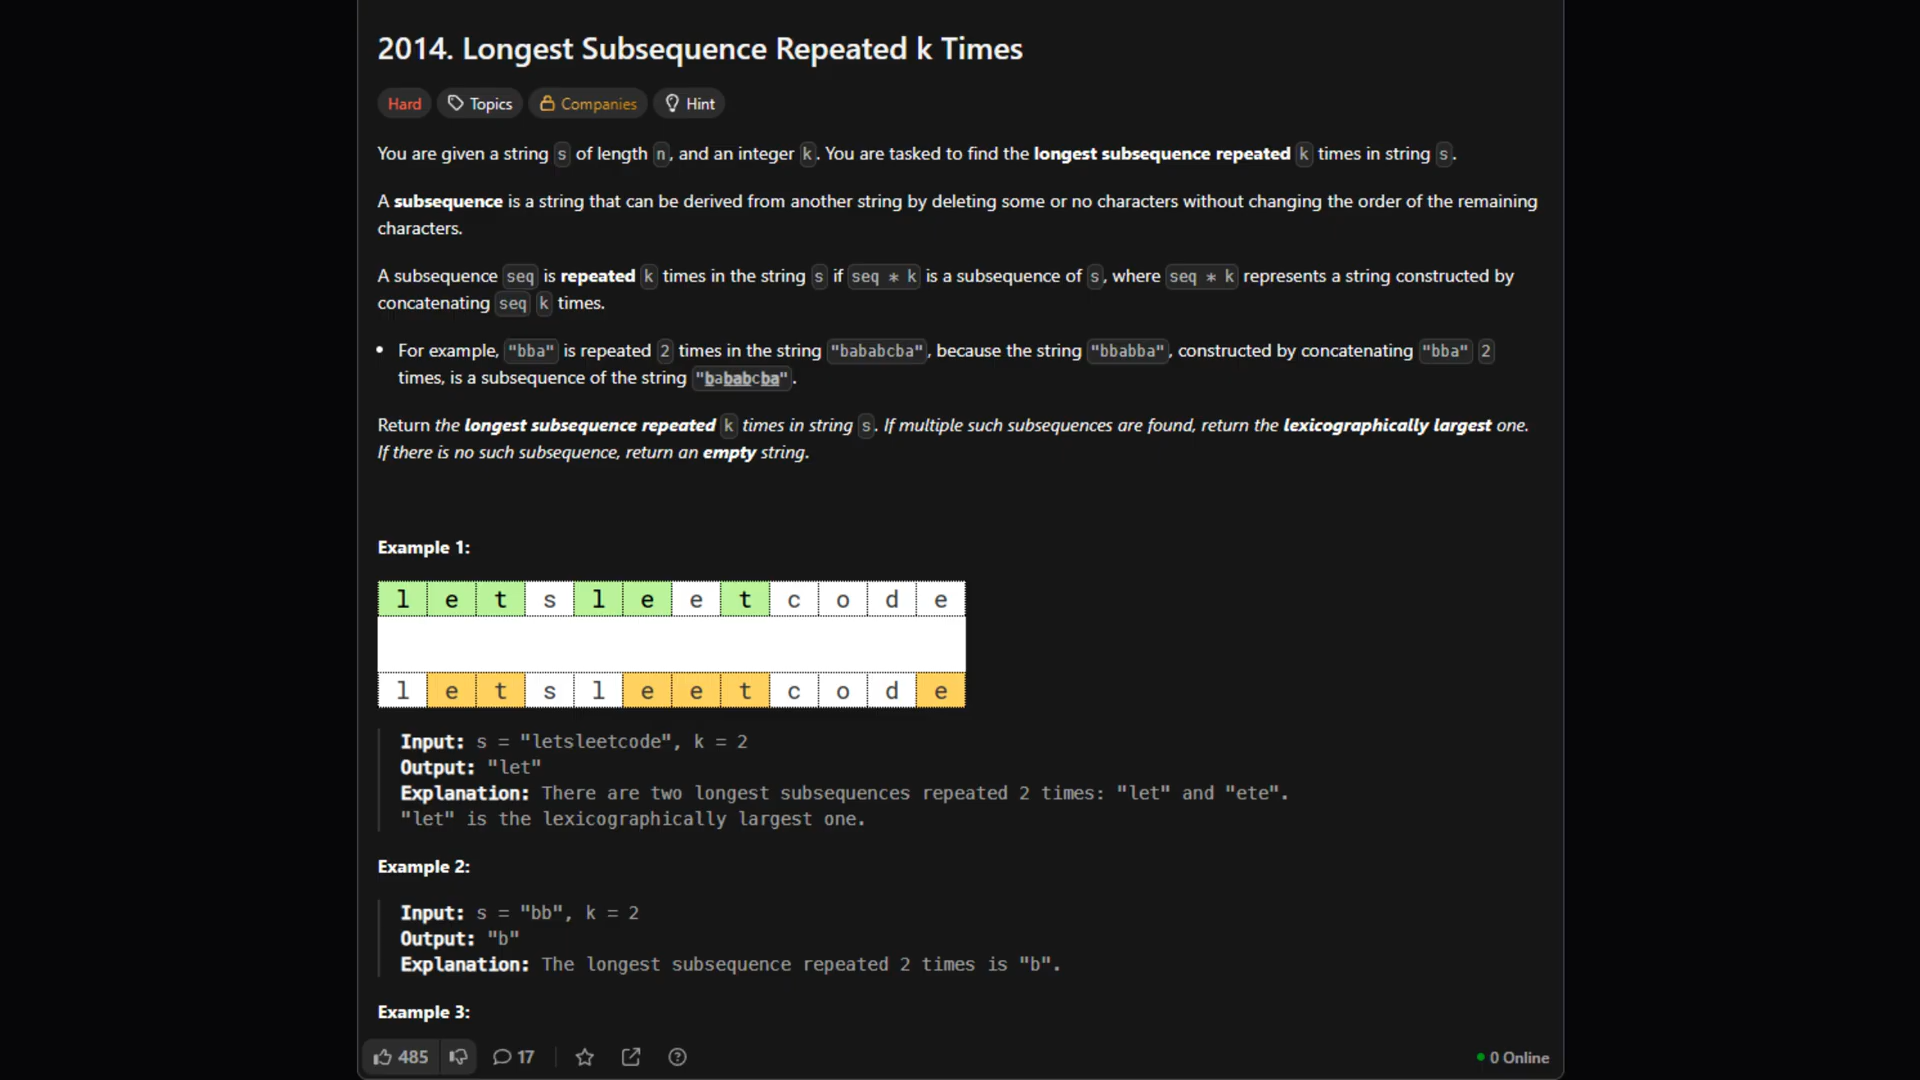 2014. Longest Subsequence Repeated k Times
Hard Topics Companies Hint
You are given a string s of length n, and an integer k. You are tasked to find the longest subsequence repeated k times in string s.
A subsequence is a string that can be derived from another string by deleting some or no characters without changing the order of the remaining
characters.
A subsequence seq is repeated k times in the string s if seq * k is a subsequence of s, where seq * k represents a string constructed by
concatenating seq k times.
• For example, "bba" is repeated 2 times in the string "bababcba", because the string "bbabba", constructed by concatenating "bba" 2
times, is a subsequence of the string "bababcba".
Return the longest subsequence repeated k times in string s. If multiple such subsequences are found, return the lexicographically largest one.
If there is no such subsequence, return an empty string.
Example 1:
l e t s l e e t c o d e
l e t s l e e t c o d e
Input: s = "letsleetcode", k = 2
Output: "let"
Explanation: There are two longest subsequences repeated 2 times: "let" and "ete".
"let" is the lexicographically largest one.
Example 2:
Input: s = "bb", k = 2
Output: "b"
Explanation: The longest subsequence repeated 2 times is "b".
Example 3:
485 17 0 Online